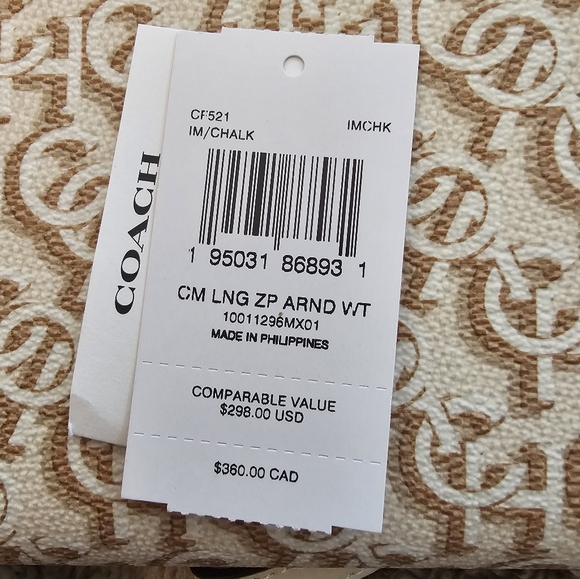 COACH
CF521
IM/CHALK IMCHK
1 95031 86893 1
CM LNG ZP ARND WT
10011296MX01
MADE IN PHILIPPINES
COMPARABLE VALUE
$298.00 USD
$360.00 CAD